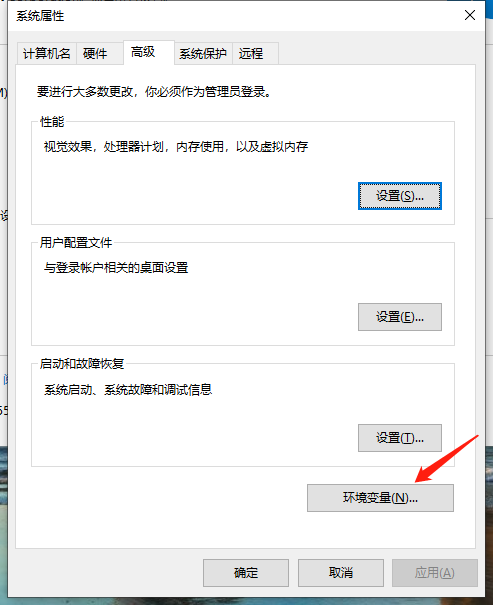 系统属性
计算机名 硬件 高级 系统保护 远程
要进行大多数更改，你必须作为管理员登录。
性能
视觉效果，处理器计划，内存使用，以及虚拟内存
设置(S)...
用户配置文件
与登录帐户相关的桌面设置
设置(E)...
启动和故障恢复
系统启动、系统故障和调试信息
设置(T)...
环境变量(N)...
确定 取消 应用(A)